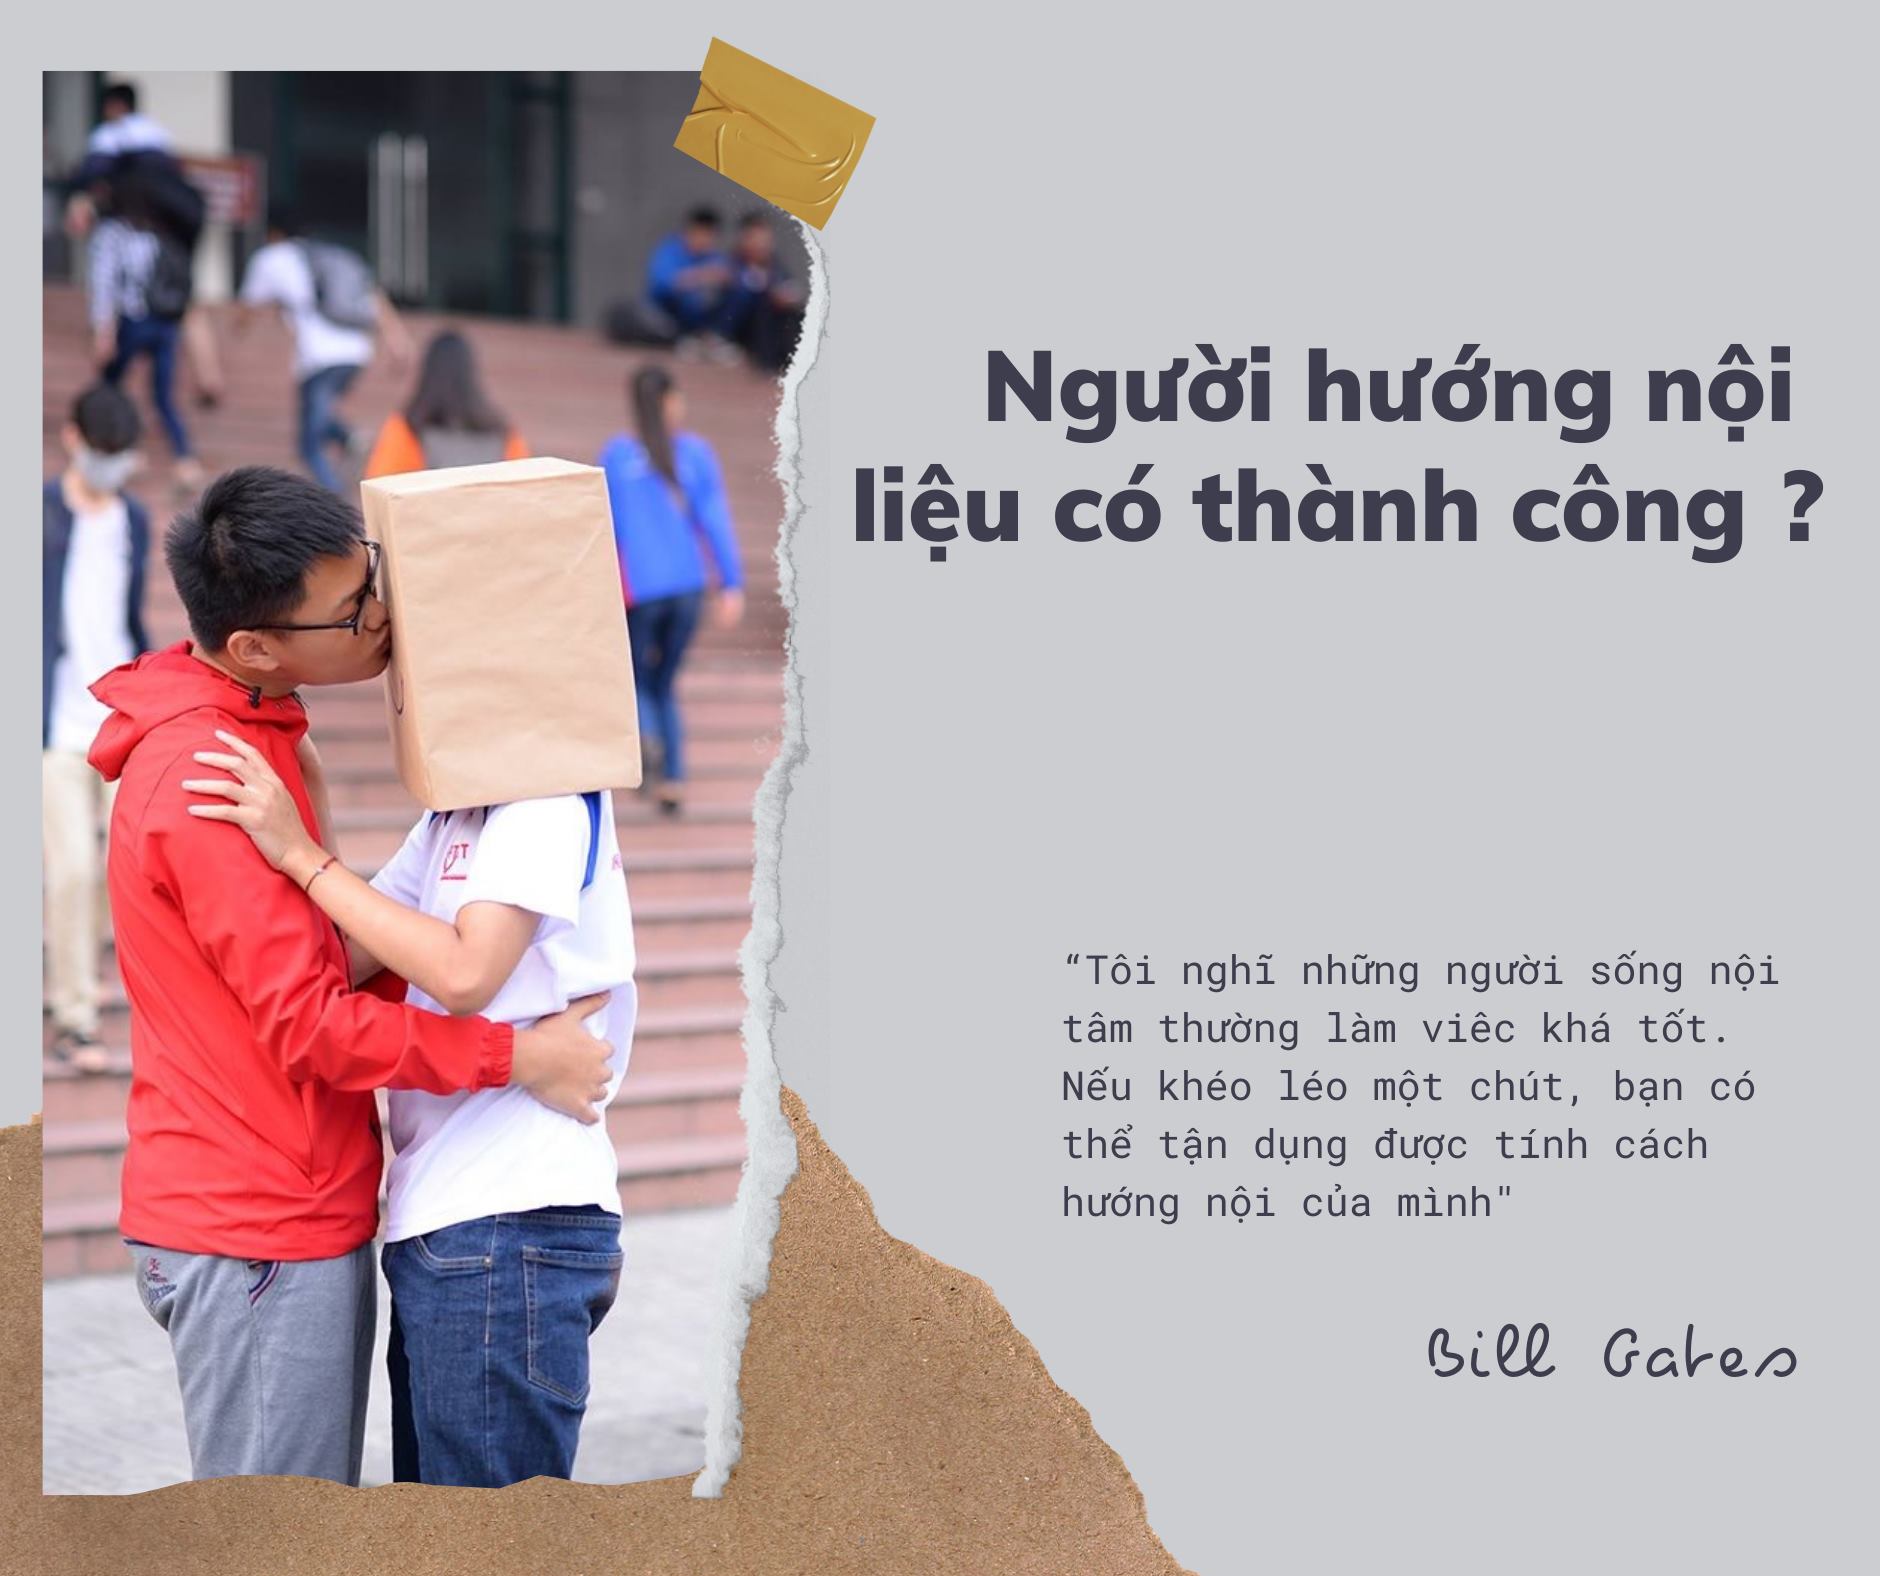 Người hướng nội
liệu có thành công ?
“Tôi nghĩ những người sống nội
tâm thường làm viêc khá tốt.
Nếu khéo léo một chút, bạn có
thể tận dụng được tính cách
hướng nội của mình"
Bill Gates